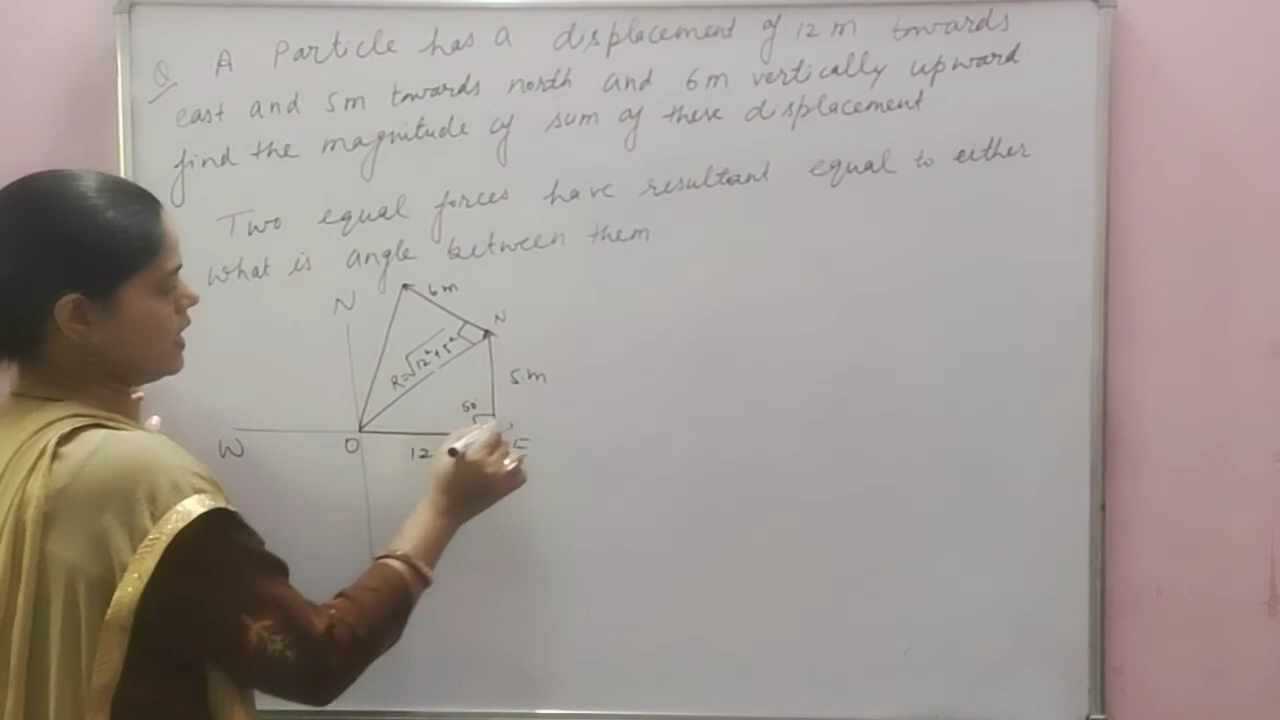 Q A Particle has a displacement of 12 m towards
east and 5m towards north and 6m vertically upward
find the magnitude of sum of these displacement
Two equal forces have resultant equal to either
what is angle between them
6m
N
N
R=√12²+5²
5m
90
W
O
12
E